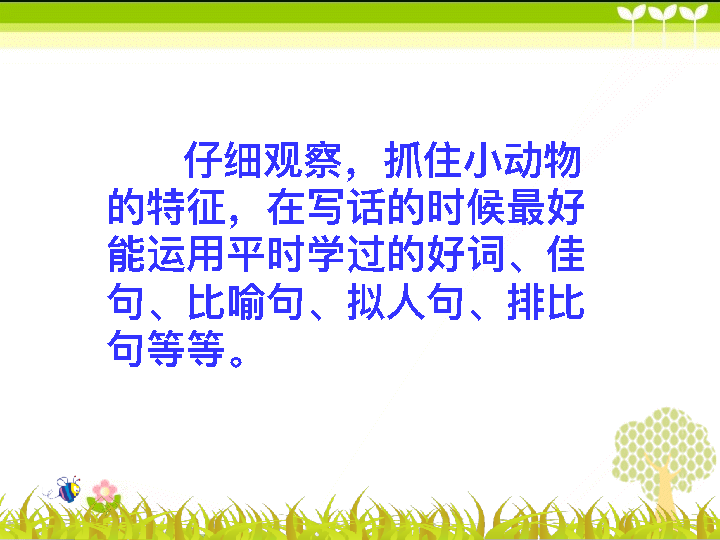 仔细观察，抓住小动物
的特征，在写话的时候最好
能运用平时学过的好词、佳
句、比喻句、拟人句、排比
句等等。